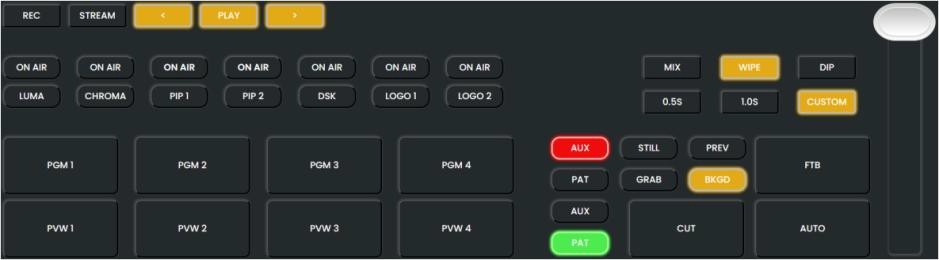 REC STREAM < PLAY >
ON AIR ON AIR ON AIR ON AIR ON AIR ON AIR ON AIR MIX WIPE DIP
LUMA CHROMA PIP 1 PIP 2 DSK LOGO 1 LOGO 2 0.5S 1.0S CUSTOM
PGM 1 PGM 2 PGM 3 PGM 4 AUX STILL PREV FTB
PAT GRAB BKGD
PVW 1 PVW 2 PVW 3 PVW 4 AUX CUT AUTO
PAT